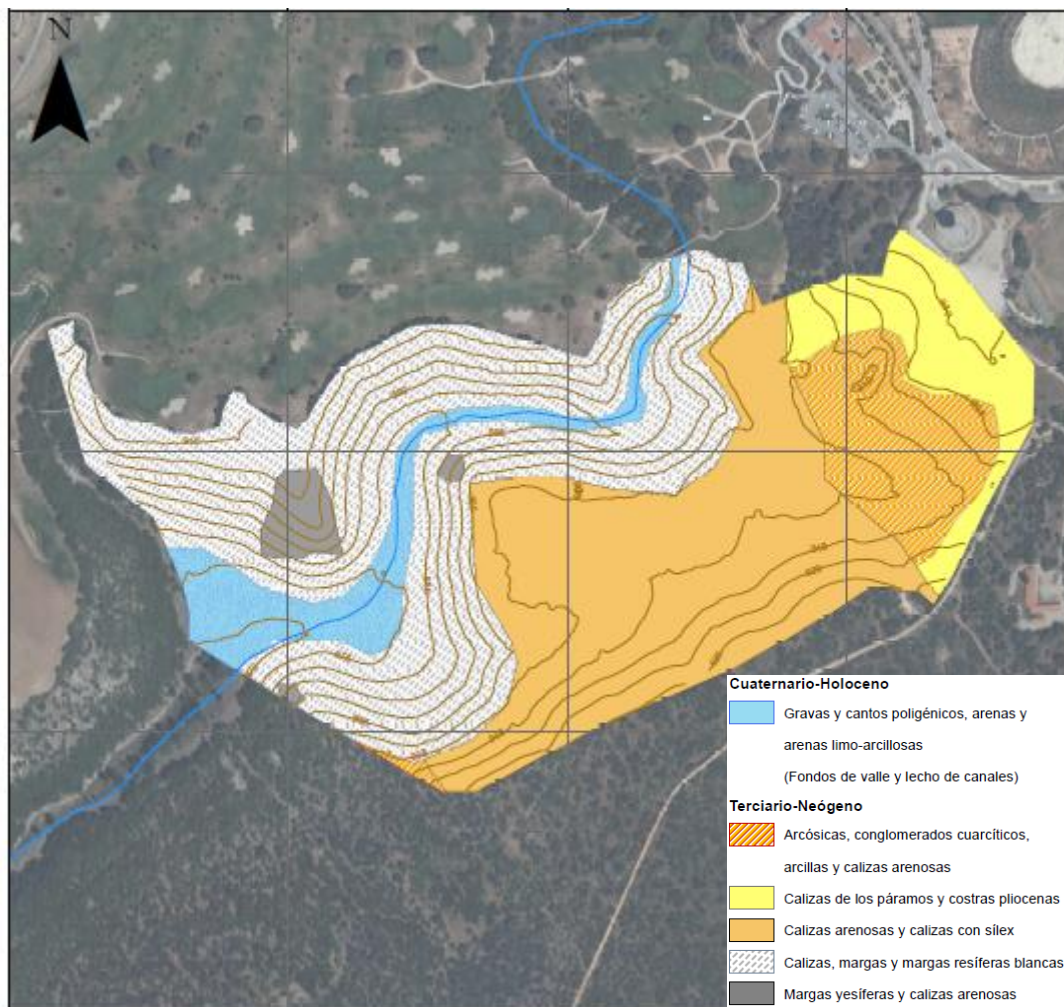 N
Cuaternario-Holoceno
Gravas y cantos poligénicos, arenas y
arenas limo-arcillosas
(Fondos de valle y lecho de canales)
Terciario-Neógeno
Arcósicas, conglomerados cuarcíticos,
arcillas y calizas arenosas
Calizas de los páramos y costras pliocenas
Calizas arenosas y calizas con sílex
Calizas, margas y margas resíferas blancas
Margas yesíferas y calizas arenosas